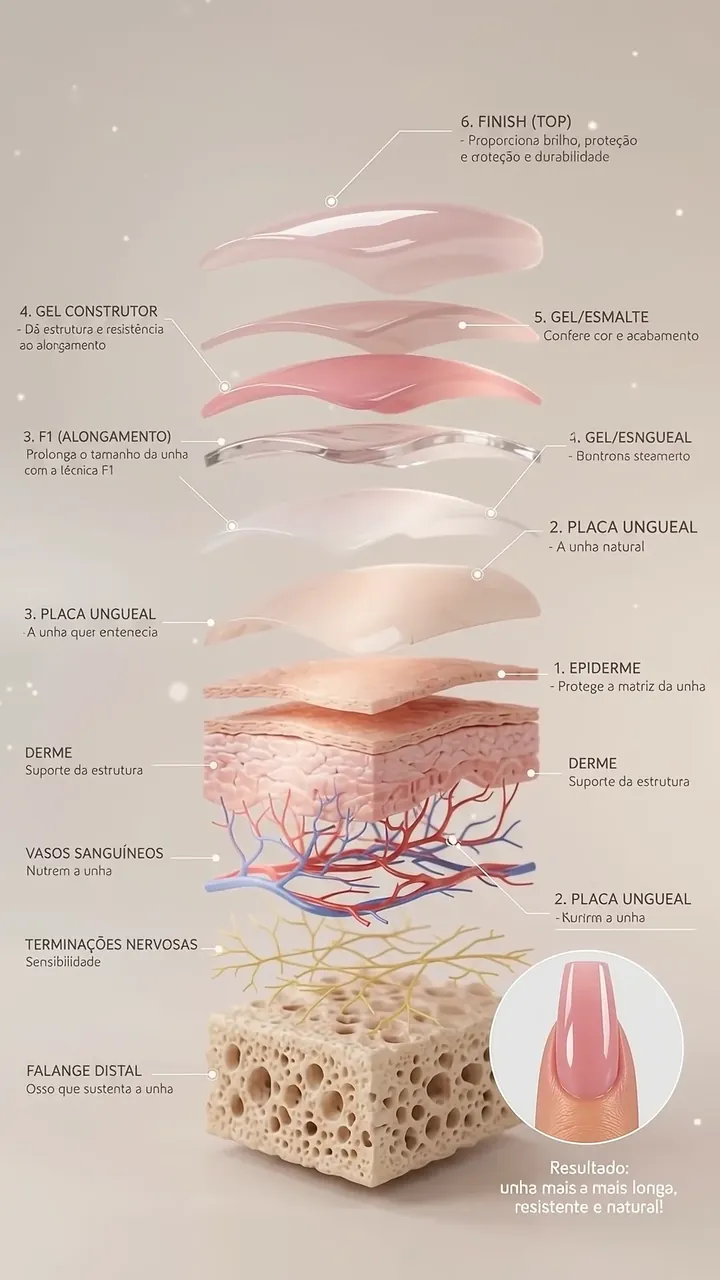 6. FINISH (TOP)
- Proporciona brilho, proteção
e croteção e durabilidade
4. GEL CONSTRUTOR
- Dá estrutura e resistência
ao alorgamento
5. GEL/ESMALTE
Confere cor e acabamento
3. F1 (ALONGAMENTO)
Prolonga o tamanho da unha
com a lécnica F1
1. GEL/ESNGUEAL
- Bontrons steamerto
2. PLACA UNGUEAL
- A unha natural
3. PLACA UNGUEAL
- A unha quer entenecia
1. EPIDERME
- Protege a matriz da unha
DERME
Suporte da estrutura
DERME
Suporte da estrutura
VASOS SANGUÍNEOS
Nutrem a unha
2. PLACA UNGUEAL
- Kurirm a unha
TERMINAÇÕES NERVOSAS
Sensibilidade
FALANGE DISTAL
Osso que sustenta a unha
Resultado:
unha mais a mais longa,
resistente e natural!